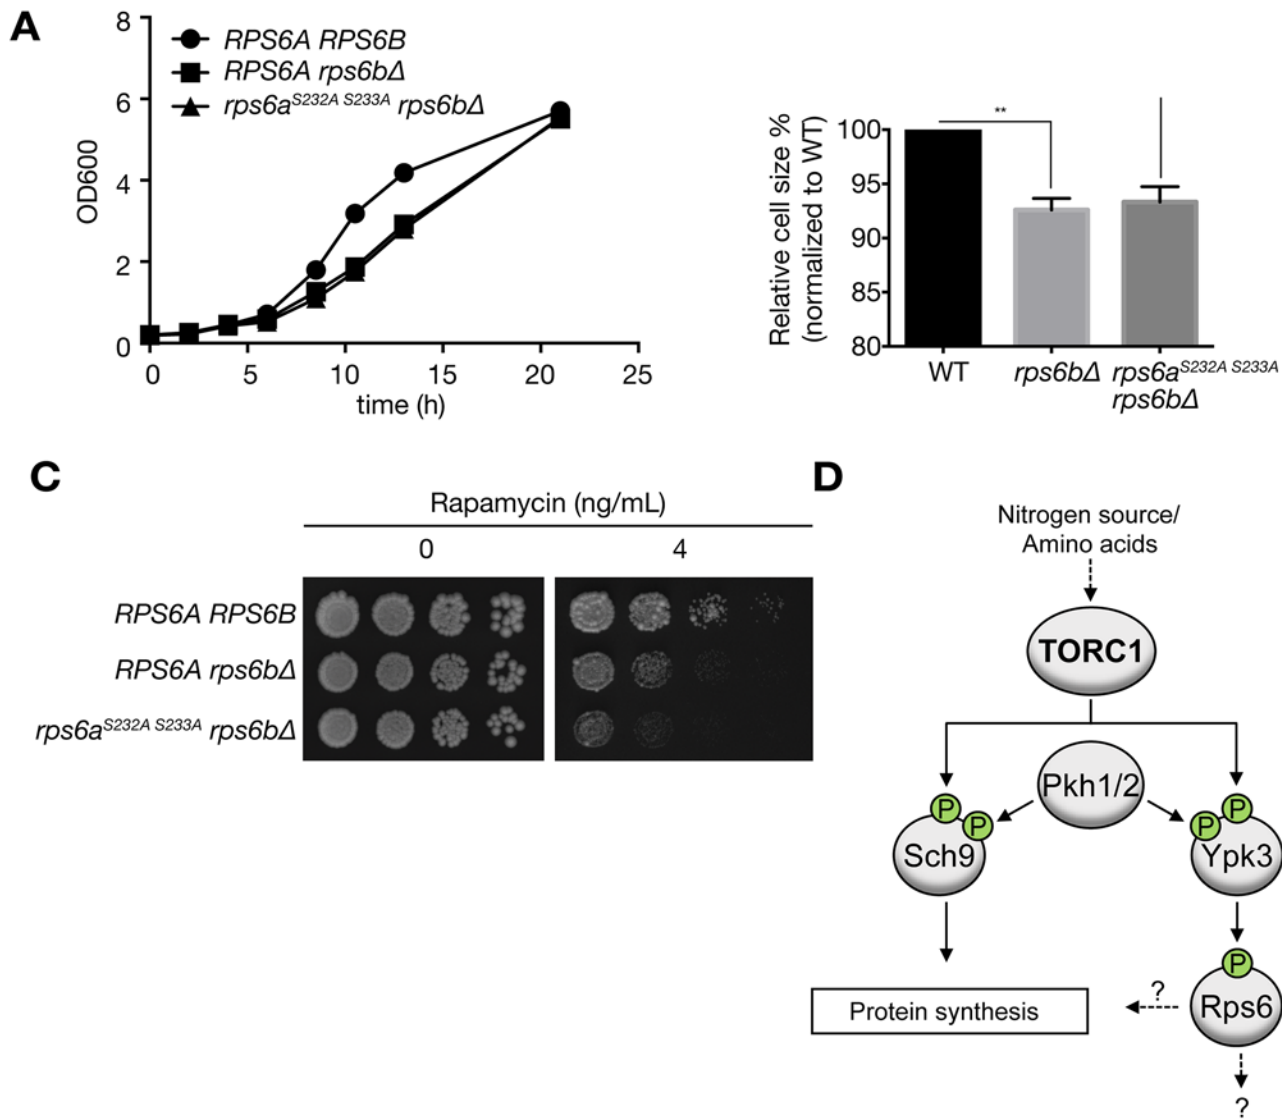 A
8
6
4
2
0
OD600
RPS6A RPS6B
RPS6A rps6bΔ
rps6a^S232A S233A rps6bΔ
0 5 10 15 20 25
time (h)
Relative cell size %
(normalized to WT)
100
95
90
85
80
**
WT rps6bΔ rps6a^S232A S233A
rps6bΔ
C
Rapamycin (ng/mL)
0 4
RPS6A RPS6B
RPS6A rps6bΔ
rps6a^S232A S233A rps6bΔ
D
Nitrogen source/
Amino acids
TORC1
Pkh1/2
P P P P
Sch9 Ypk3
P
Rps6
?
Protein synthesis
?